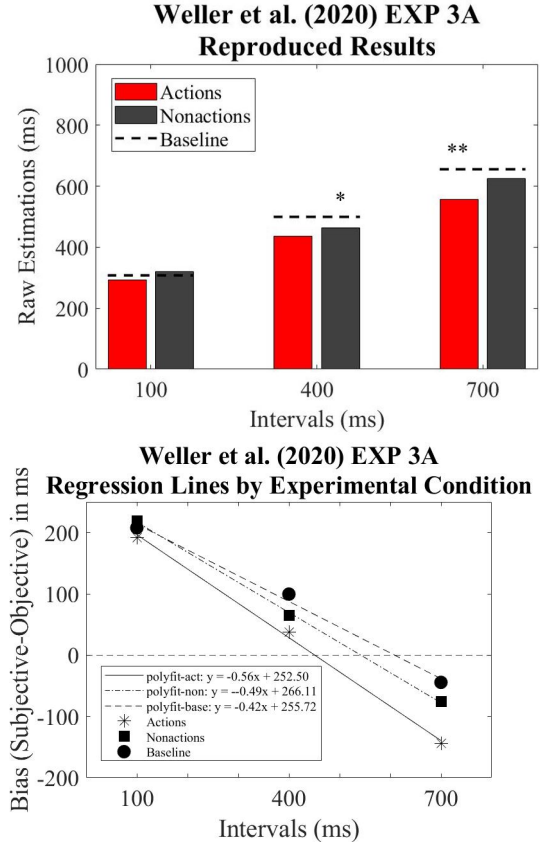 Weller et al. (2020) EXP 3A
Reproduced Results
Raw Estimations (ms)
1000
800
600
400
200
0
Actions
Nonactions
Baseline
*
**
100
400
700
Intervals (ms)
Weller et al. (2020) EXP 3A
Regression Lines by Experimental Condition
Bias (Subjective-Objective) in ms
200
100
0
-100
-200
polyfit-act: y = -0.56x + 252.50
polyfit-non: y = --0.49x + 266.11
polyfit-base: y = -0.42x + 255.72
Actions
Nonactions
Baseline
100
400
700
Intervals (ms)